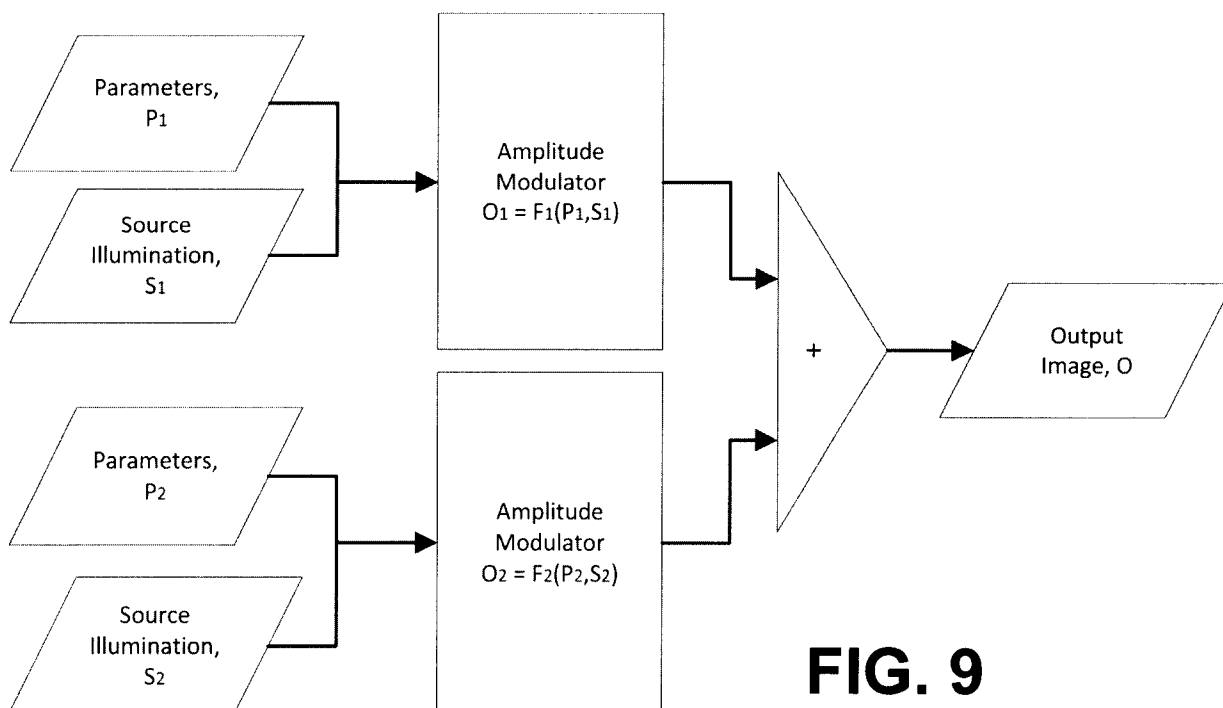 Parameters,
P1
Source
Illumination,
S1
Amplitude
Modulator
O1 = F1(P1,S1)
Parameters,
P2
Source
Illumination,
S2
Amplitude
Modulator
O2 = F2(P2,S2)
+
Output
Image, O
FIG. 9